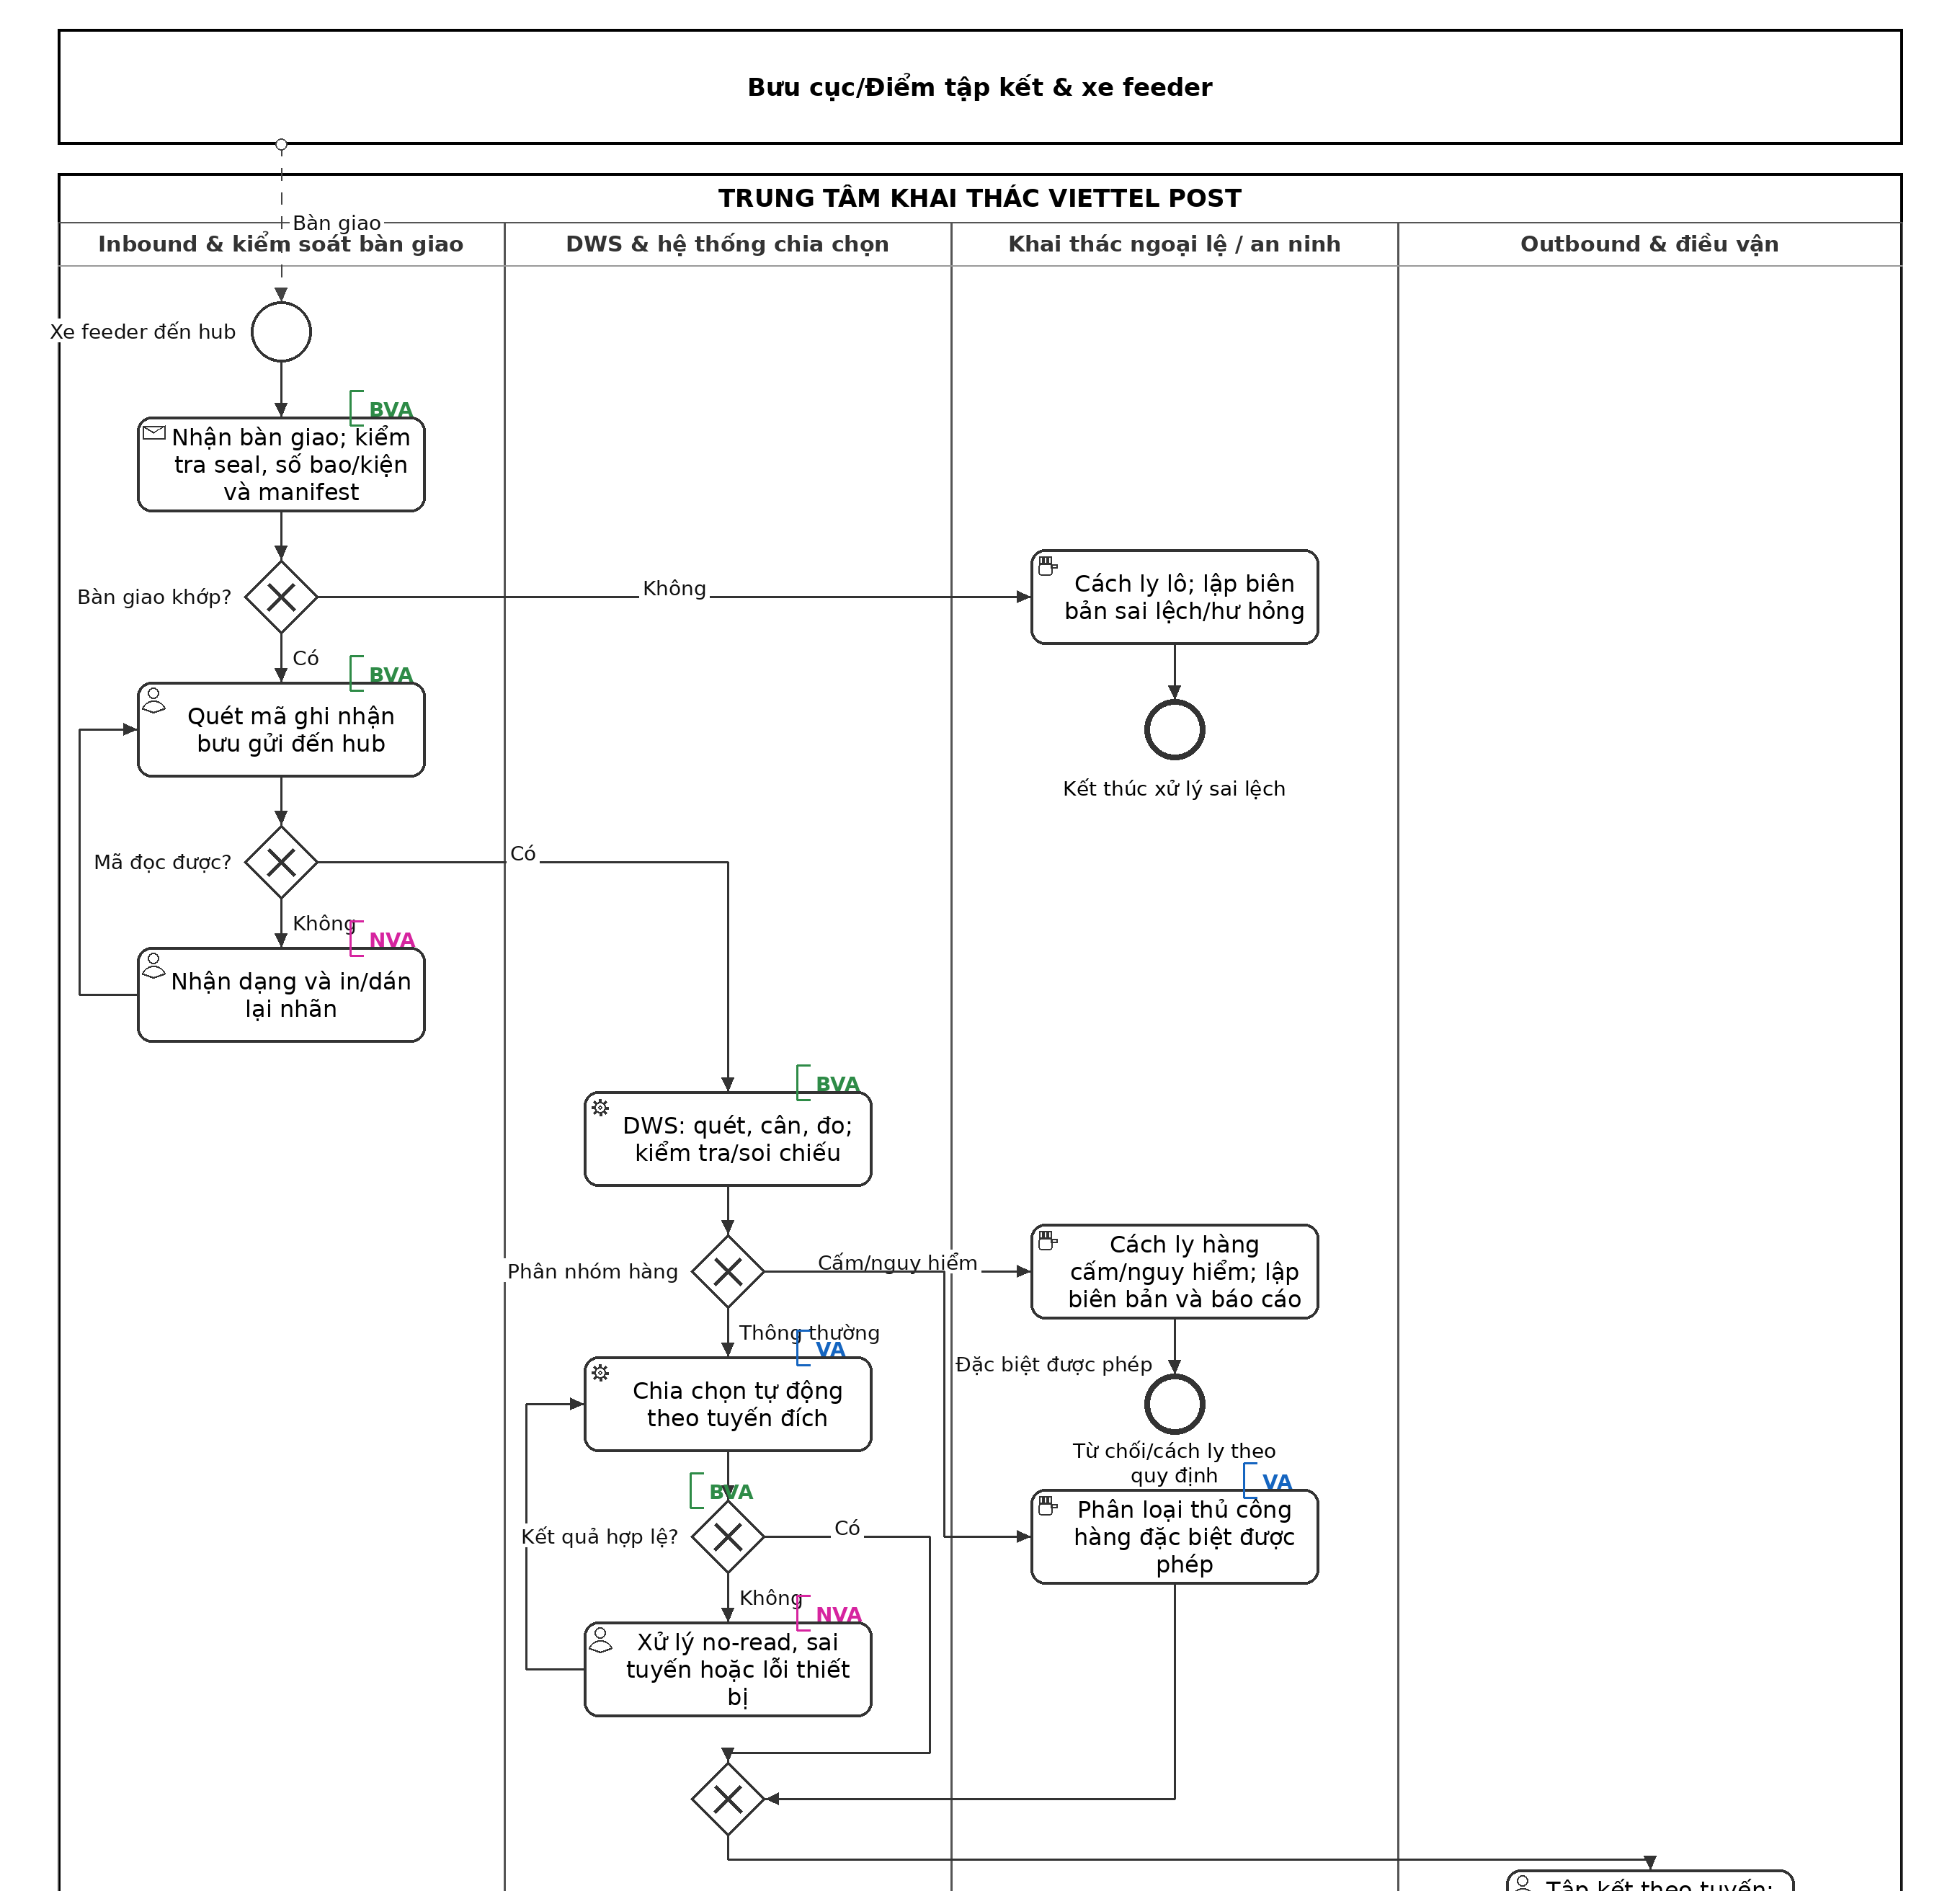 Bưu cục/Điểm tập kết & xe feeder
TRUNG TÂM KHAI THÁC VIETTEL POST
Bàn giao
Inbound & kiểm soát bàn giao
DWS & hệ thống chia chọn
Khai thác ngoại lệ / an ninh
Outbound & điều vận
Xe feeder đến hub
BVA
Nhận bàn giao; kiểm
tra seal, số bao/kiện
và manifest
Bàn giao khớp?
Không
Cách ly lô; lập biên
bản sai lệch/hư hỏng
Có
BVA
Quét mã ghi nhận
bưu gửi đến hub
Kết thúc xử lý sai lệch
Mã đọc được?
Có
Không
NVA
Nhận dạng và in/dán
lại nhãn
BVA
DWS: quét, cân, đo;
kiểm tra/soi chiếu
Phân nhóm hàng
Cấm/nguy hiểm
Cách ly hàng
cấm/nguy hiểm; lập
biên bản và báo cáo
Thông thường
VA
Đặc biệt được phép
Chia chọn tự động
theo tuyến đích
Từ chối/cách ly theo
quy định
VA
BVA
Phân loại thủ công
hàng đặc biệt được
phép
Kết quả hợp lệ?
Có
Không
NVA
Xử lý no-read, sai
tuyến hoặc lỗi thiết
bị
Tập kết theo tuyến;